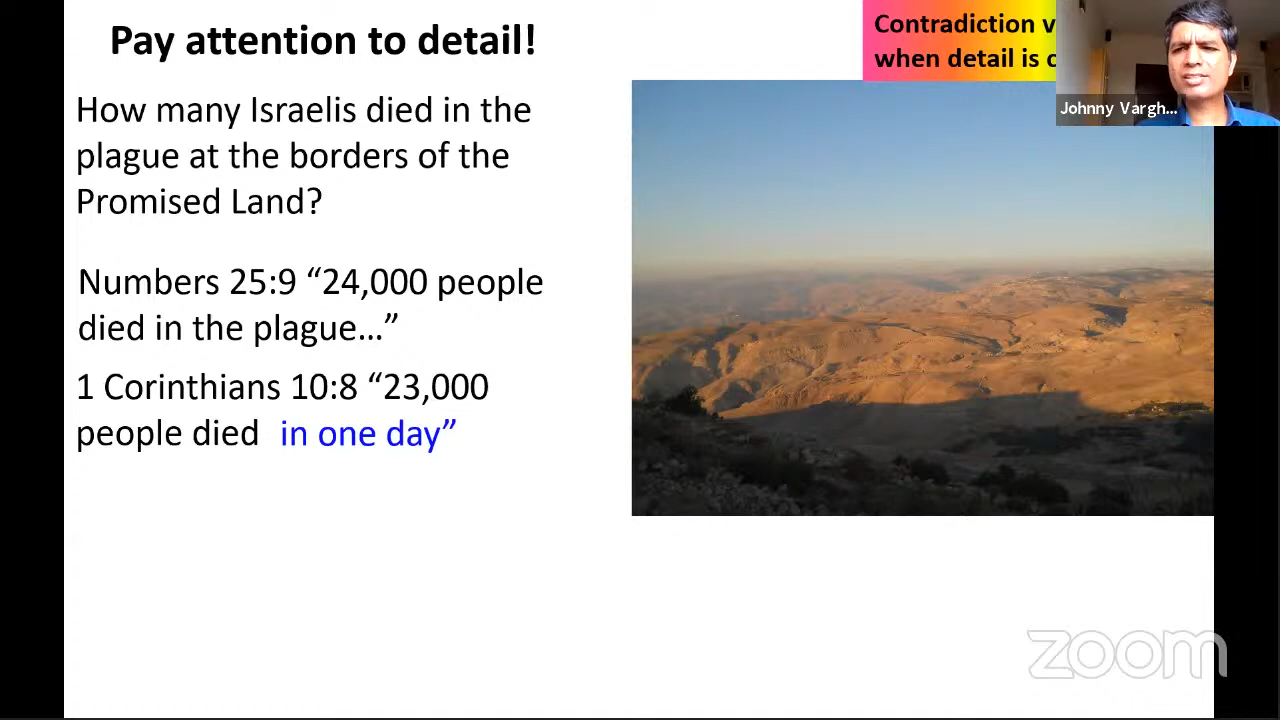 Pay attention to detail!
Contradiction
when detail is
Johnny Vargh...
How many Israelis died in the
plague at the borders of the
Promised Land?
Numbers 25:9 “24,000 people
died in the plague…”
1 Corinthians 10:8 “23,000
people died in one day”
zoom